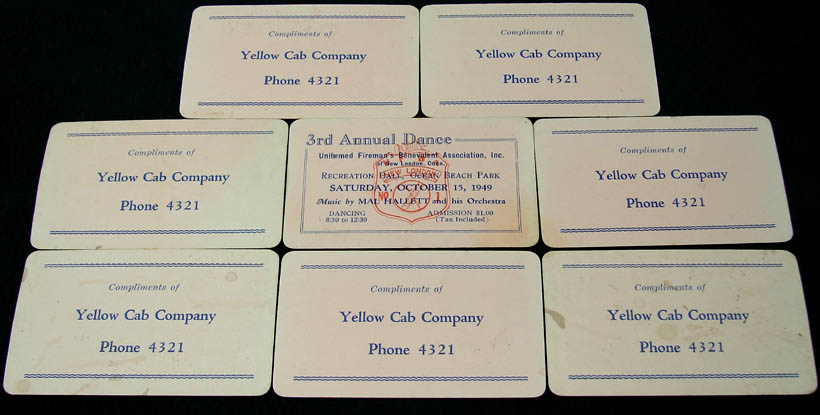 Compliments of
Yellow Cab Company
Phone 4321
Compliments of
Yellow Cab Company
Phone 4321
Compliments of
Yellow Cab Company
Phone 4321
3rd Annual Dance
Uniformed Fireman's Benevolent Association, Inc.
of New London, Conn.
RECREATION HALL, OCEAN BEACH PARK
SATURDAY, OCTOBER 15, 1949
Music by MAL HALLETT and his Orchestra
DANCING
8:30 to 12:30
ADMISSION $1.00
(Tax Included)
NEW LONDON
NO 1
Compliments of
Yellow Cab Company
Phone 4321
Compliments of
Yellow Cab Company
Phone 4321
Compliments of
Yellow Cab Company
Phone 4321
Compliments of
Yellow Cab Company
Phone 4321